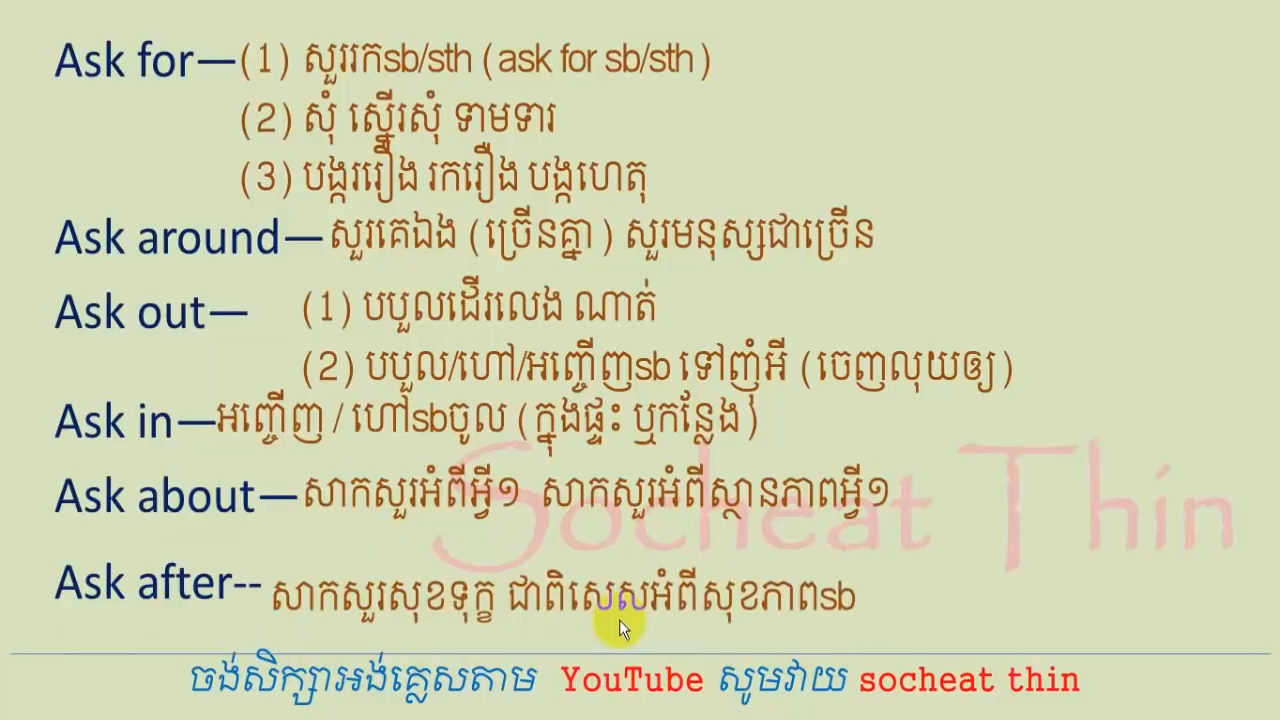 Ask for—(1) សួររកsb/sth (ask for sb/sth)
(2) សុំ ស្នើរសុំ ទាមទារ
(3) បង្ករឿើង រករឿង បង្កហេតុ
Ask around—សួរគេឯង (ច្រើនគ្នា) សួរមនុស្សជាច្រើន
Ask out— (1) បបួលដើរលេង ណាត់
(2) បបួល/ហៅ/អញ្ចើញsb ទៅញុំអី (ចេញលុយឲ្យ)
Ask in—អញ្ចើញ / ហៅsbចូល (ក្នុងផ្ទះ ឬកន្លែង)
Ask about—សាកសួរអំពីអ្វី១ សាកសួរអំពីស្ថានភាពអ្វី១
Ask after-- សាកសួរសុខទុក្ខ ជាពិសេសអំពីសុខភាពsb
Socheat Thin
ចង់សិក្សាអង់គ្លេសតាម YouTube សូមវាយ socheat thin